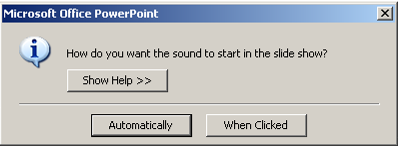 Microsoft Office PowerPoint
How do you want the sound to start in the slide show?
Show Help >>
Automatically When Clicked